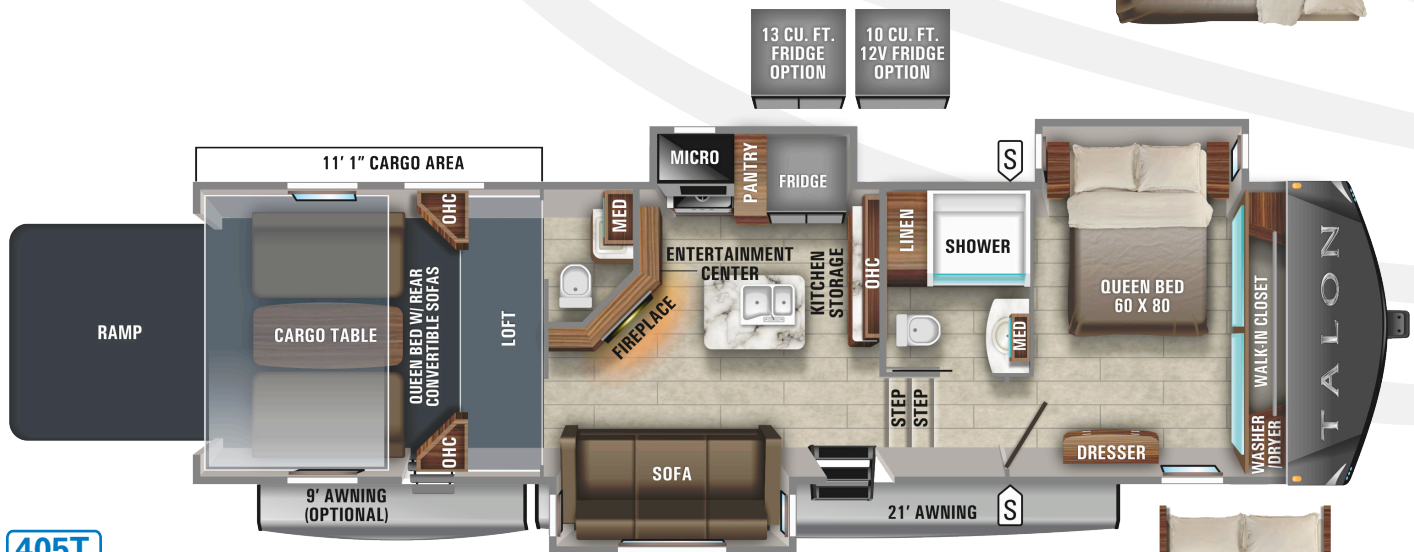 13 CU. FT.
FRIDGE
OPTION
10 CU. FT.
12V FRIDGE
OPTION
11' 1" CARGO AREA
MICRO
PANTRY
FRIDGE
S
OHC
MED
LINEN
SHOWER
ENTERTAINMENT
CENTER
KITCHEN
STORAGE
OHC
QUEEN BED
60 X 80
RAMP
CARGO TABLE
QUEEN BED W/REAR
CONVERTIBLE SOFAS
LOFT
FIREPLACE
MED
WALK-IN CLOSET
TALON
STEP
STEP
OHC
SOFA
DRESSER
WASHER
/DRYER
9' AWNING
(OPTIONAL)
21' AWNING
S
405T